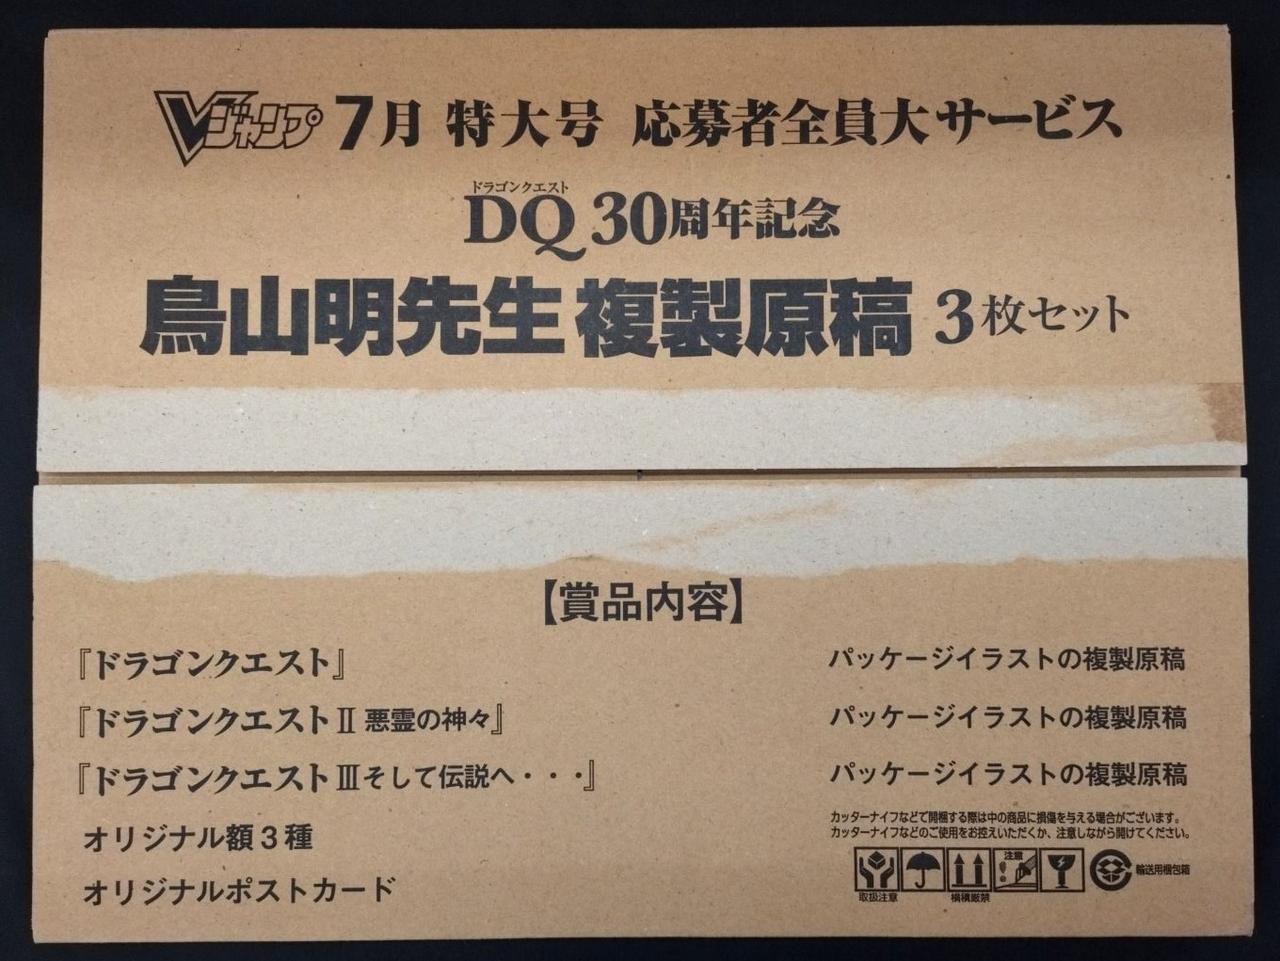 Vジャンプ 7月 特大号 応募者全員大サービス
ドラゴンクエスト
DQ 30周年記念
鳥山明先生 複製原稿 3枚セット
【賞品内容】
『ドラゴンクエスト』 パッケージイラストの複製原稿
『ドラゴンクエストⅡ 悪霊の神々』 パッケージイラストの複製原稿
『ドラゴンクエストⅢ そして伝説へ・・・』 パッケージイラストの複製原稿
オリジナル額3種
オリジナルポストカード
カッターナイフなどで開梱する際は中の商品に損傷を与える場合がございます。
カッターナイフなどのご使用をお控えいただくか、注意しながら開けてください。
注意
取扱注意 横積厳禁
輸送用梱包箱